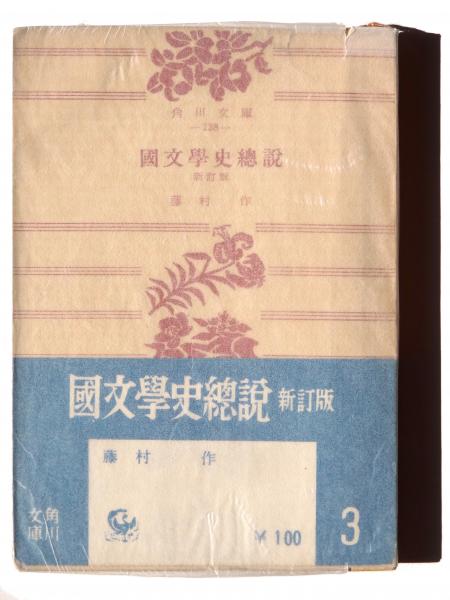 角川文庫
—128—
國文學史總說
新訂版
藤村 作
國文學史總說 新訂版
藤村 作
角川文庫
¥100
3